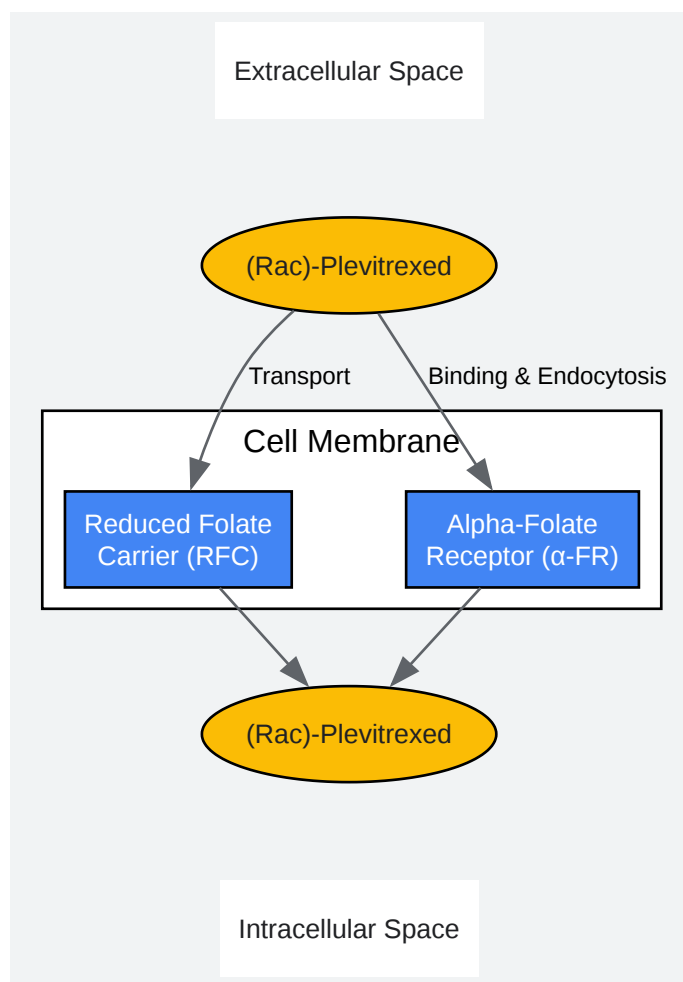 Extracellular Space
(Rac)-Plevitrexed
Transport
Binding & Endocytosis
Cell Membrane
Reduced Folate
Carrier (RFC)
Alpha-Folate
Receptor (α-FR)
(Rac)-Plevitrexed
Intracellular Space